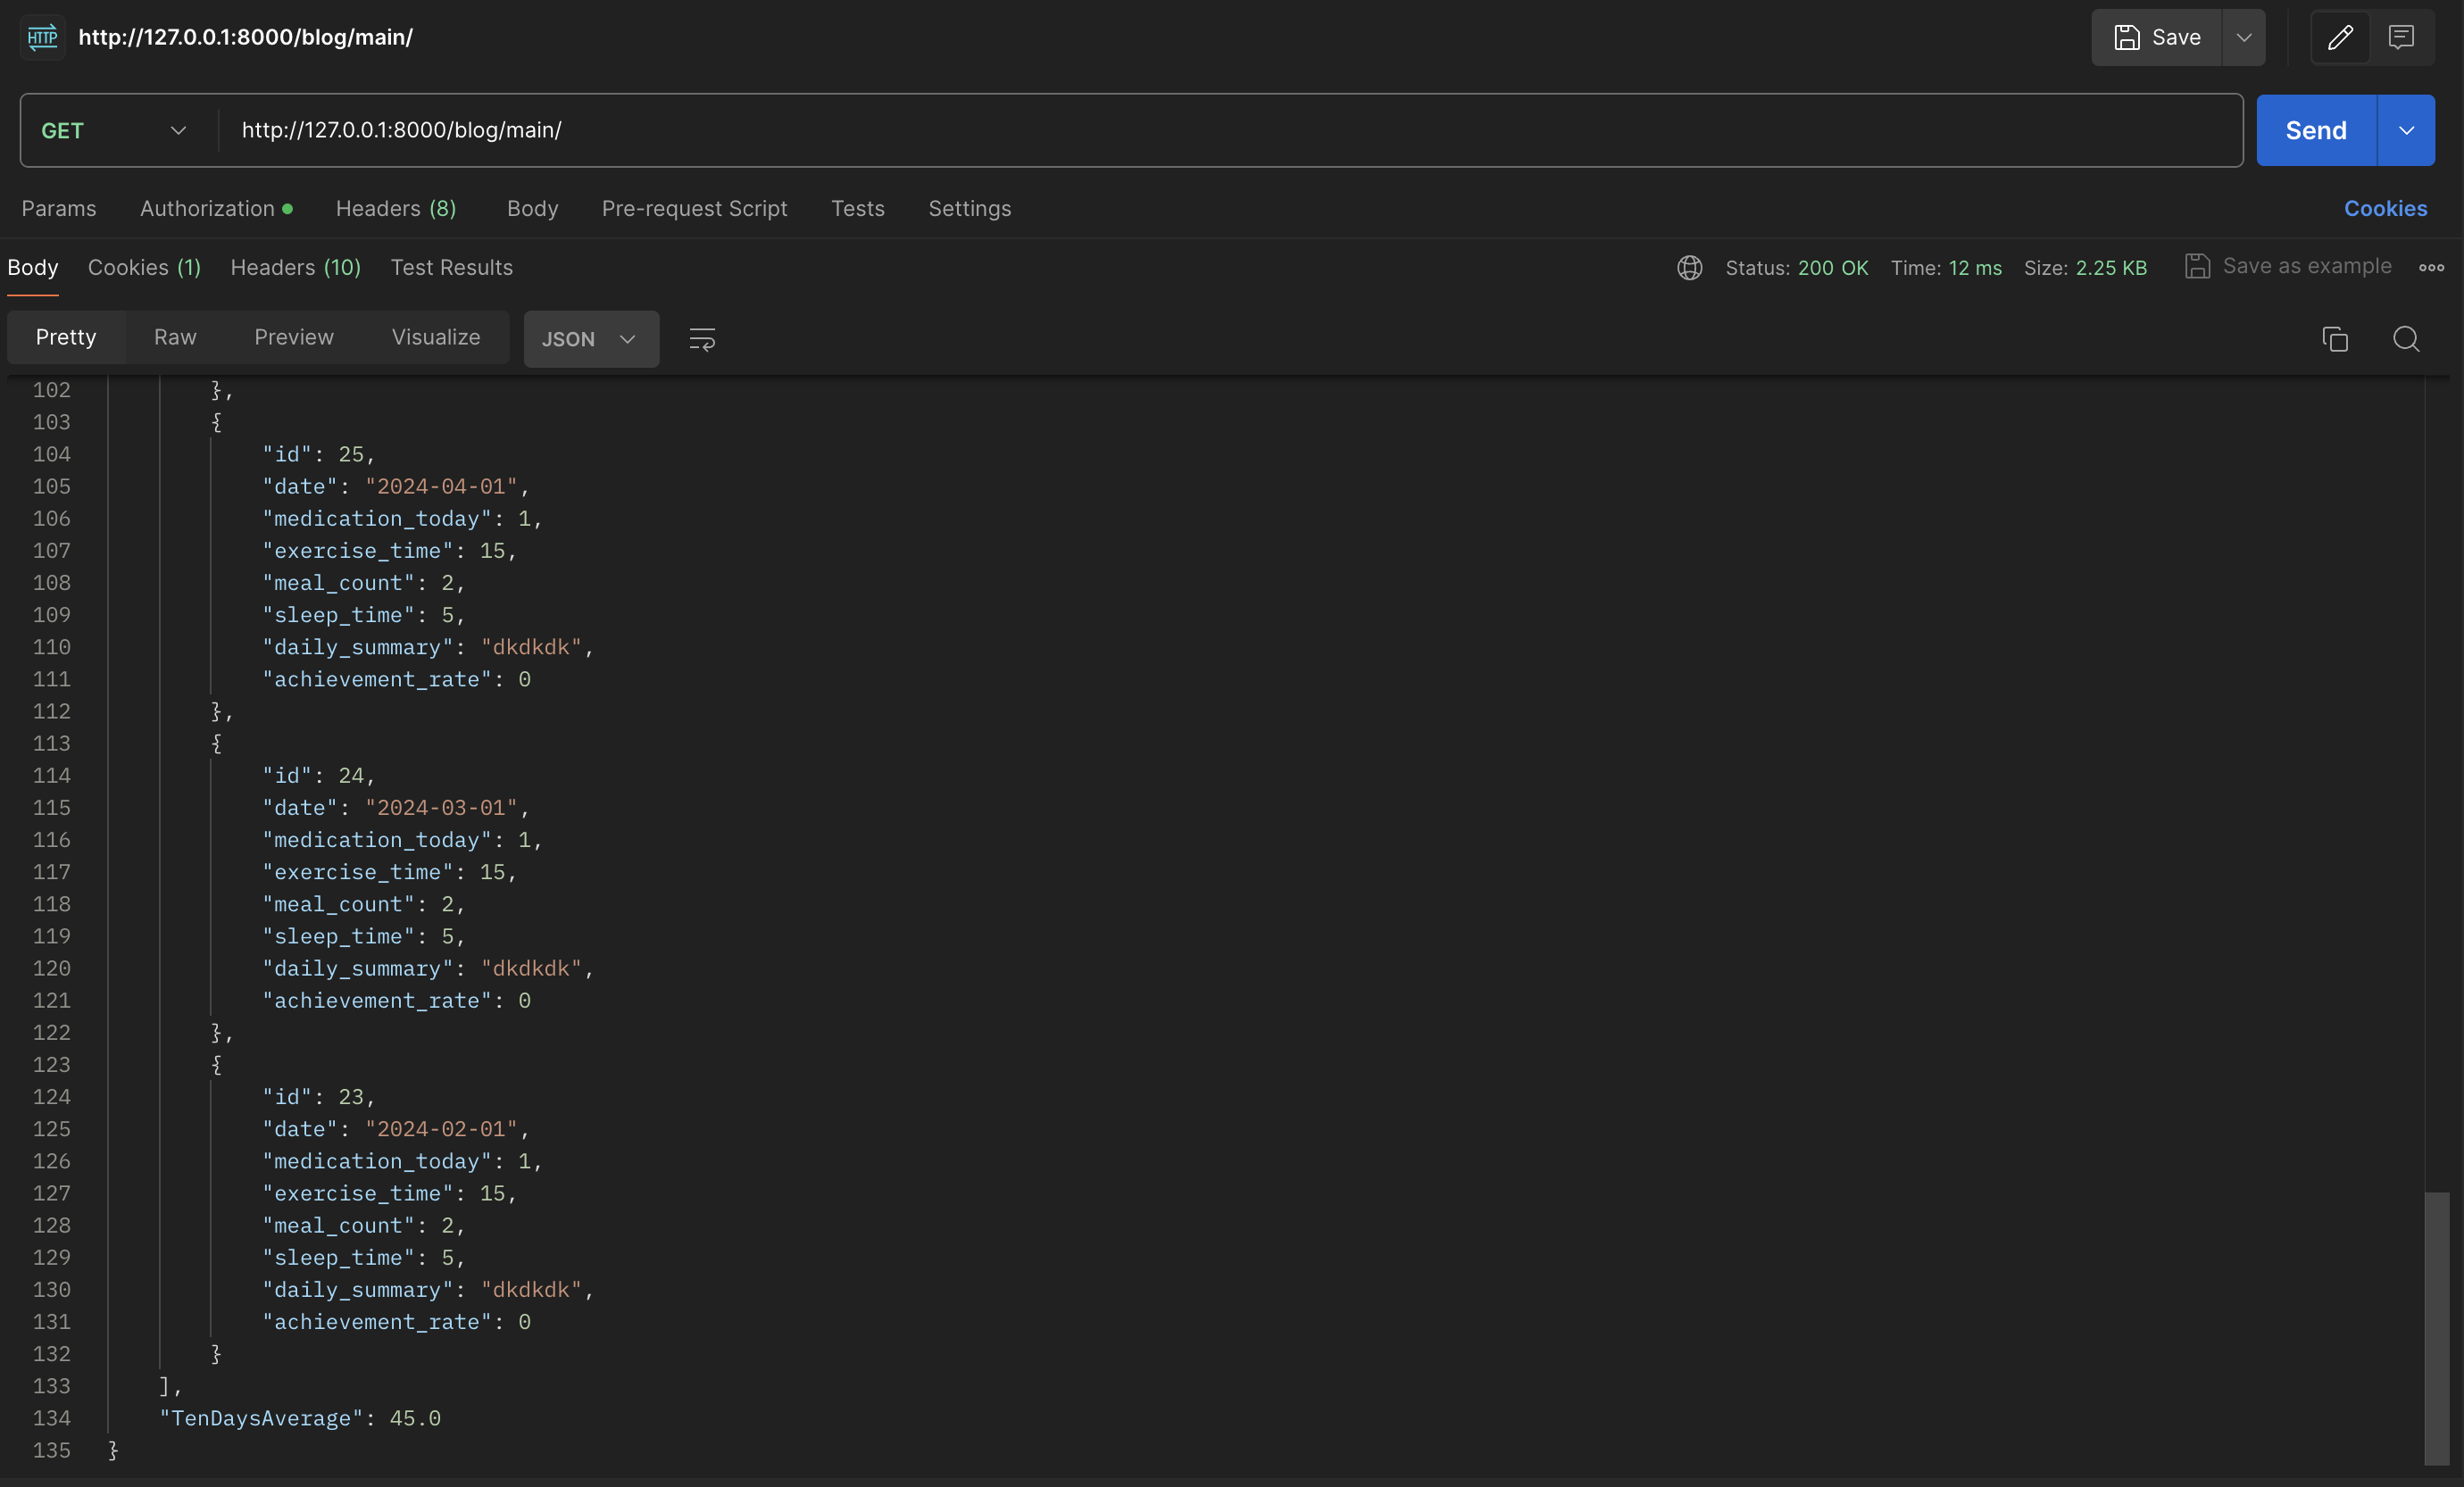 HTTP http://127.0.0.1:8000/blog/main/ Save
GET http://127.0.0.1:8000/blog/main/ Send
Params Authorization Headers (8) Body Pre-request Script Tests Settings Cookies
Body Cookies (1) Headers (10) Test Results Status: 200 OK Time: 12 ms Size: 2.25 KB Save as example
Pretty Raw Preview Visualize JSON
102 },
103 {
104 "id": 25,
105 "date": "2024-04-01",
106 "medication_today": 1,
107 "exercise_time": 15,
108 "meal_count": 2,
109 "sleep_time": 5,
110 "daily_summary": "dkdkdk",
111 "achievement_rate": 0
112 },
113 {
114 "id": 24,
115 "date": "2024-03-01",
116 "medication_today": 1,
117 "exercise_time": 15,
118 "meal_count": 2,
119 "sleep_time": 5,
120 "daily_summary": "dkdkdk",
121 "achievement_rate": 0
122 },
123 {
124 "id": 23,
125 "date": "2024-02-01",
126 "medication_today": 1,
127 "exercise_time": 15,
128 "meal_count": 2,
129 "sleep_time": 5,
130 "daily_summary": "dkdkdk",
131 "achievement_rate": 0
132 }
133 ],
134 "TenDaysAverage": 45.0
135 }